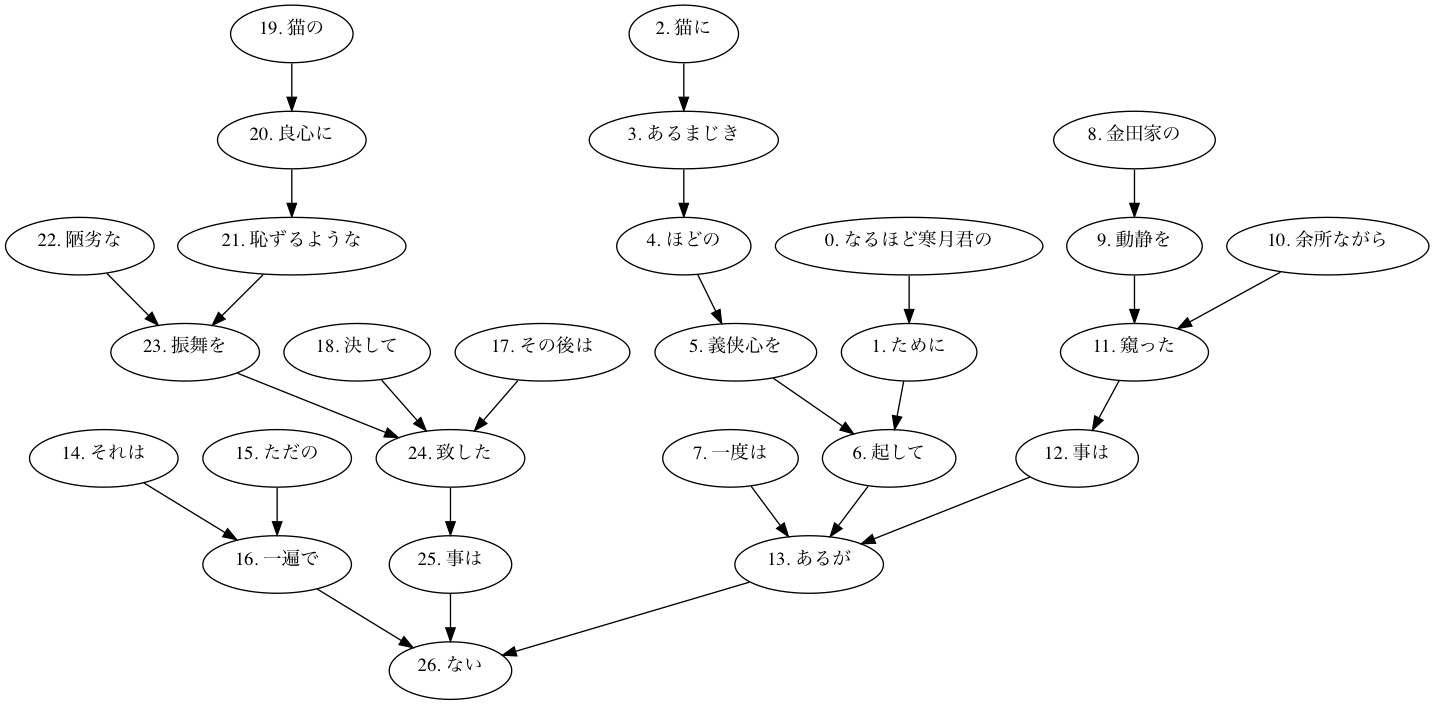 19. 猫の
2. 猫に
20. 良心に
3. あるまじき
8. 金田家の
22. 陋劣な
21. 恥ずるような
4. ほどの
0. なるほど寒月君の
9. 動静を
10. 余所ながら
23. 振舞を
18. 決して
17. その後は
5. 義侠心を
1. ために
11. 窺った
14. それは
15. ただの
24. 致した
7. 一度は
6. 起して
12. 事は
16. 一遍で
25. 事は
13. あるが
26. ない